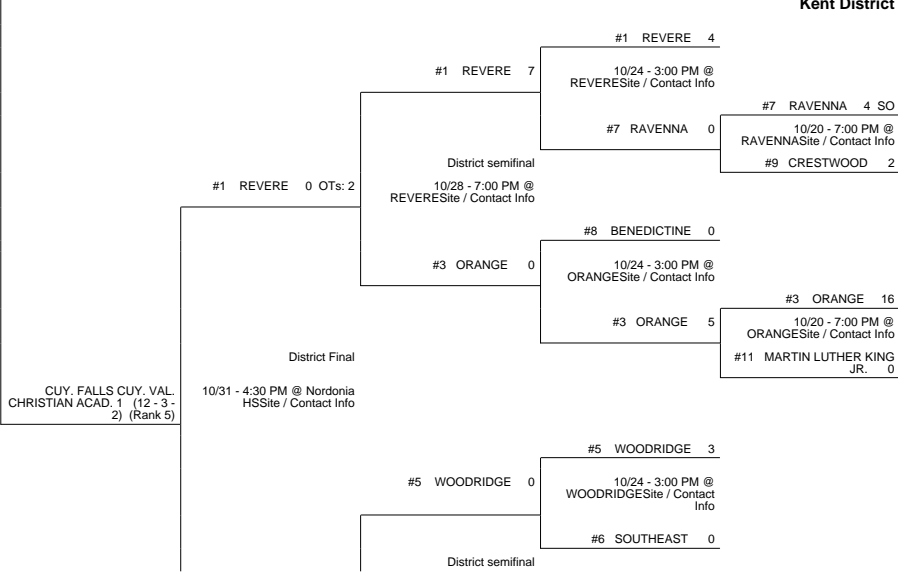 Kent District
#1 REVERE 4
#1 REVERE 7
10/24 - 3:00 PM @
REVERESite / Contact Info
#7 RAVENNA 4 SO
#7 RAVENNA 0
10/20 - 7:00 PM @
RAVENNASite / Contact Info
District semifinal
#9 CRESTWOOD 2
#1 REVERE 0 OTs: 2
10/28 - 7:00 PM @
REVERESite / Contact Info
#8 BENEDICTINE 0
#3 ORANGE 0
10/24 - 3:00 PM @
ORANGESite / Contact Info
#3 ORANGE 16
#3 ORANGE 5
10/20 - 7:00 PM @
ORANGESite / Contact Info
District Final
#11 MARTIN LUTHER KING
JR. 0
CUY. FALLS CUY. VAL.
CHRISTIAN ACAD. 1 (12 - 3 -
2) (Rank 5)
10/31 - 4:30 PM @ Nordonia
HSSite / Contact Info
#5 WOODRIDGE 3
#5 WOODRIDGE 0
10/24 - 3:00 PM @
WOODRIDGESite / Contact
Info
#6 SOUTHEAST 0
District semifinal